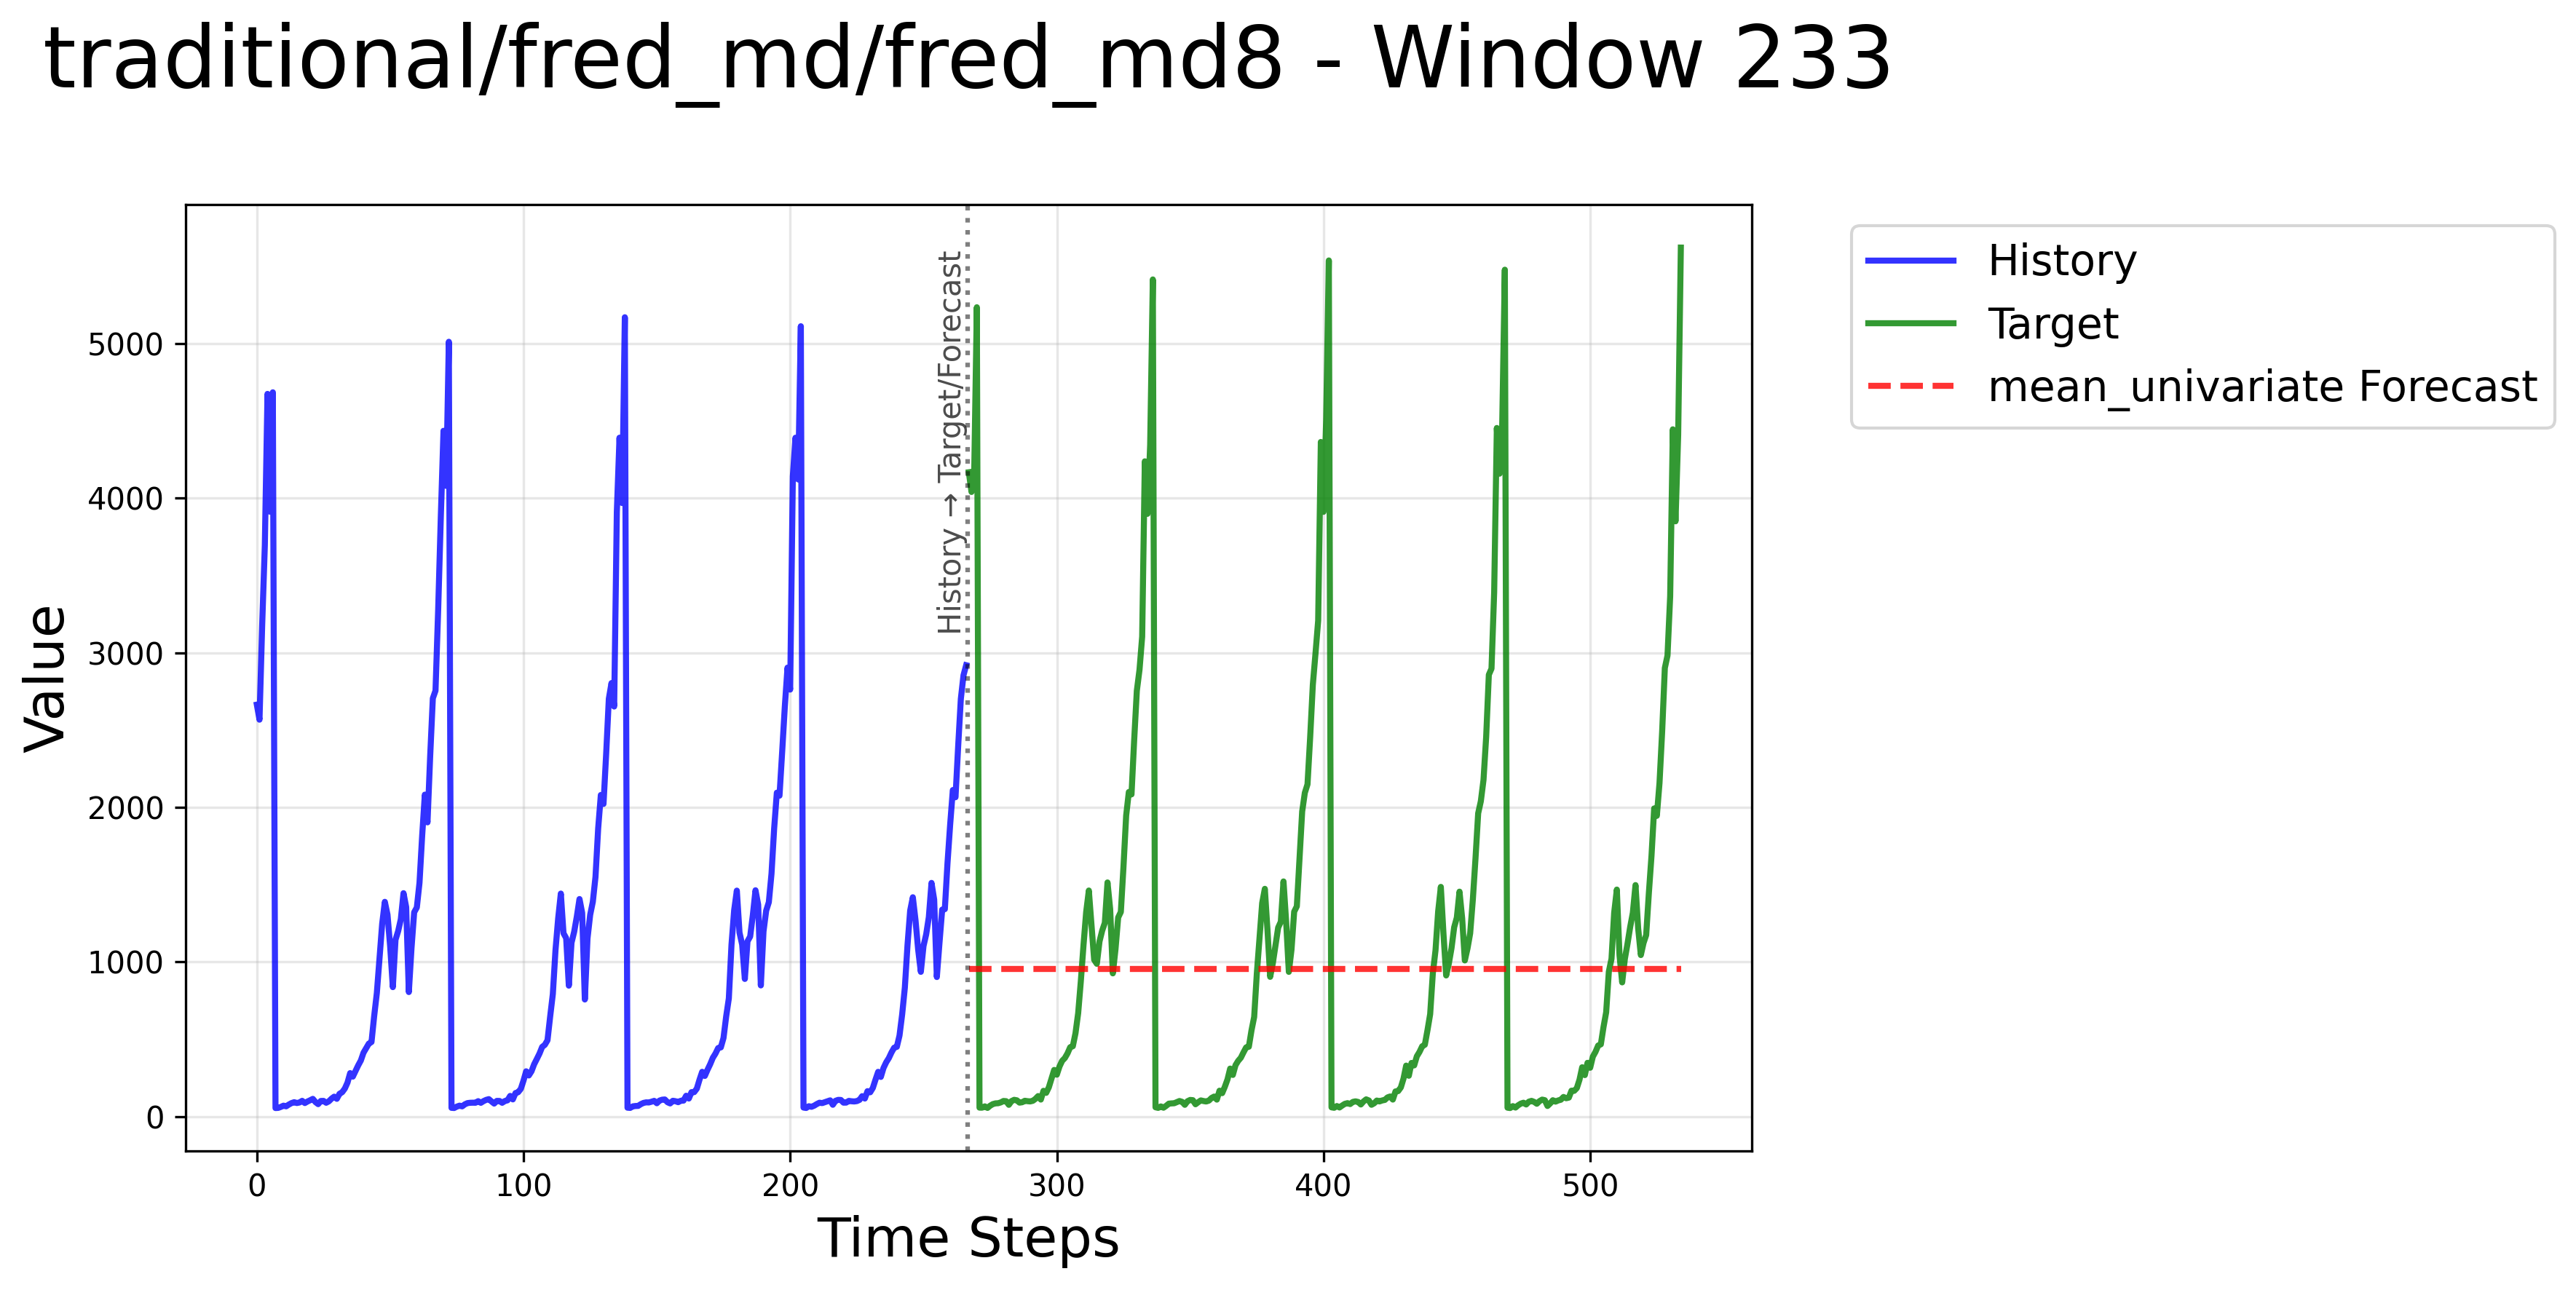 traditional/fred_md/fred_md8 - Window 233
History
Target
mean_univariate Forecast
History → Target/Forecast
Value
5000
4000
3000
2000
1000
0
0
100
200
300
400
500
Time Steps